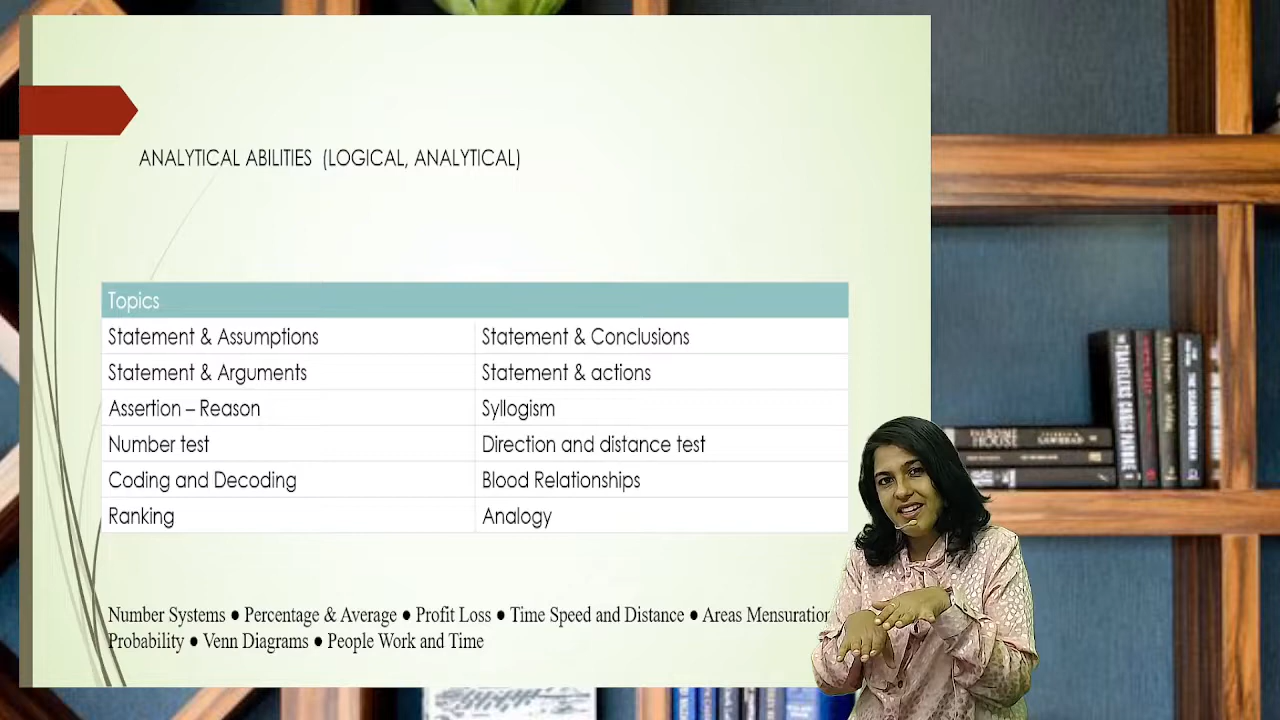 ANALYTICAL ABILITIES (LOGICAL, ANALYTICAL)
Topics
Statement & Assumptions Statement & Conclusions
Statement & Arguments Statement & actions
Assertion – Reason Syllogism
Number test Direction and distance test
Coding and Decoding Blood Relationships
Ranking Analogy
Number Systems ● Percentage & Average ● Profit Loss ● Time Speed and Distance ● Areas Mensuration
Probability ● Venn Diagrams ● People Work and Time
HOUSE